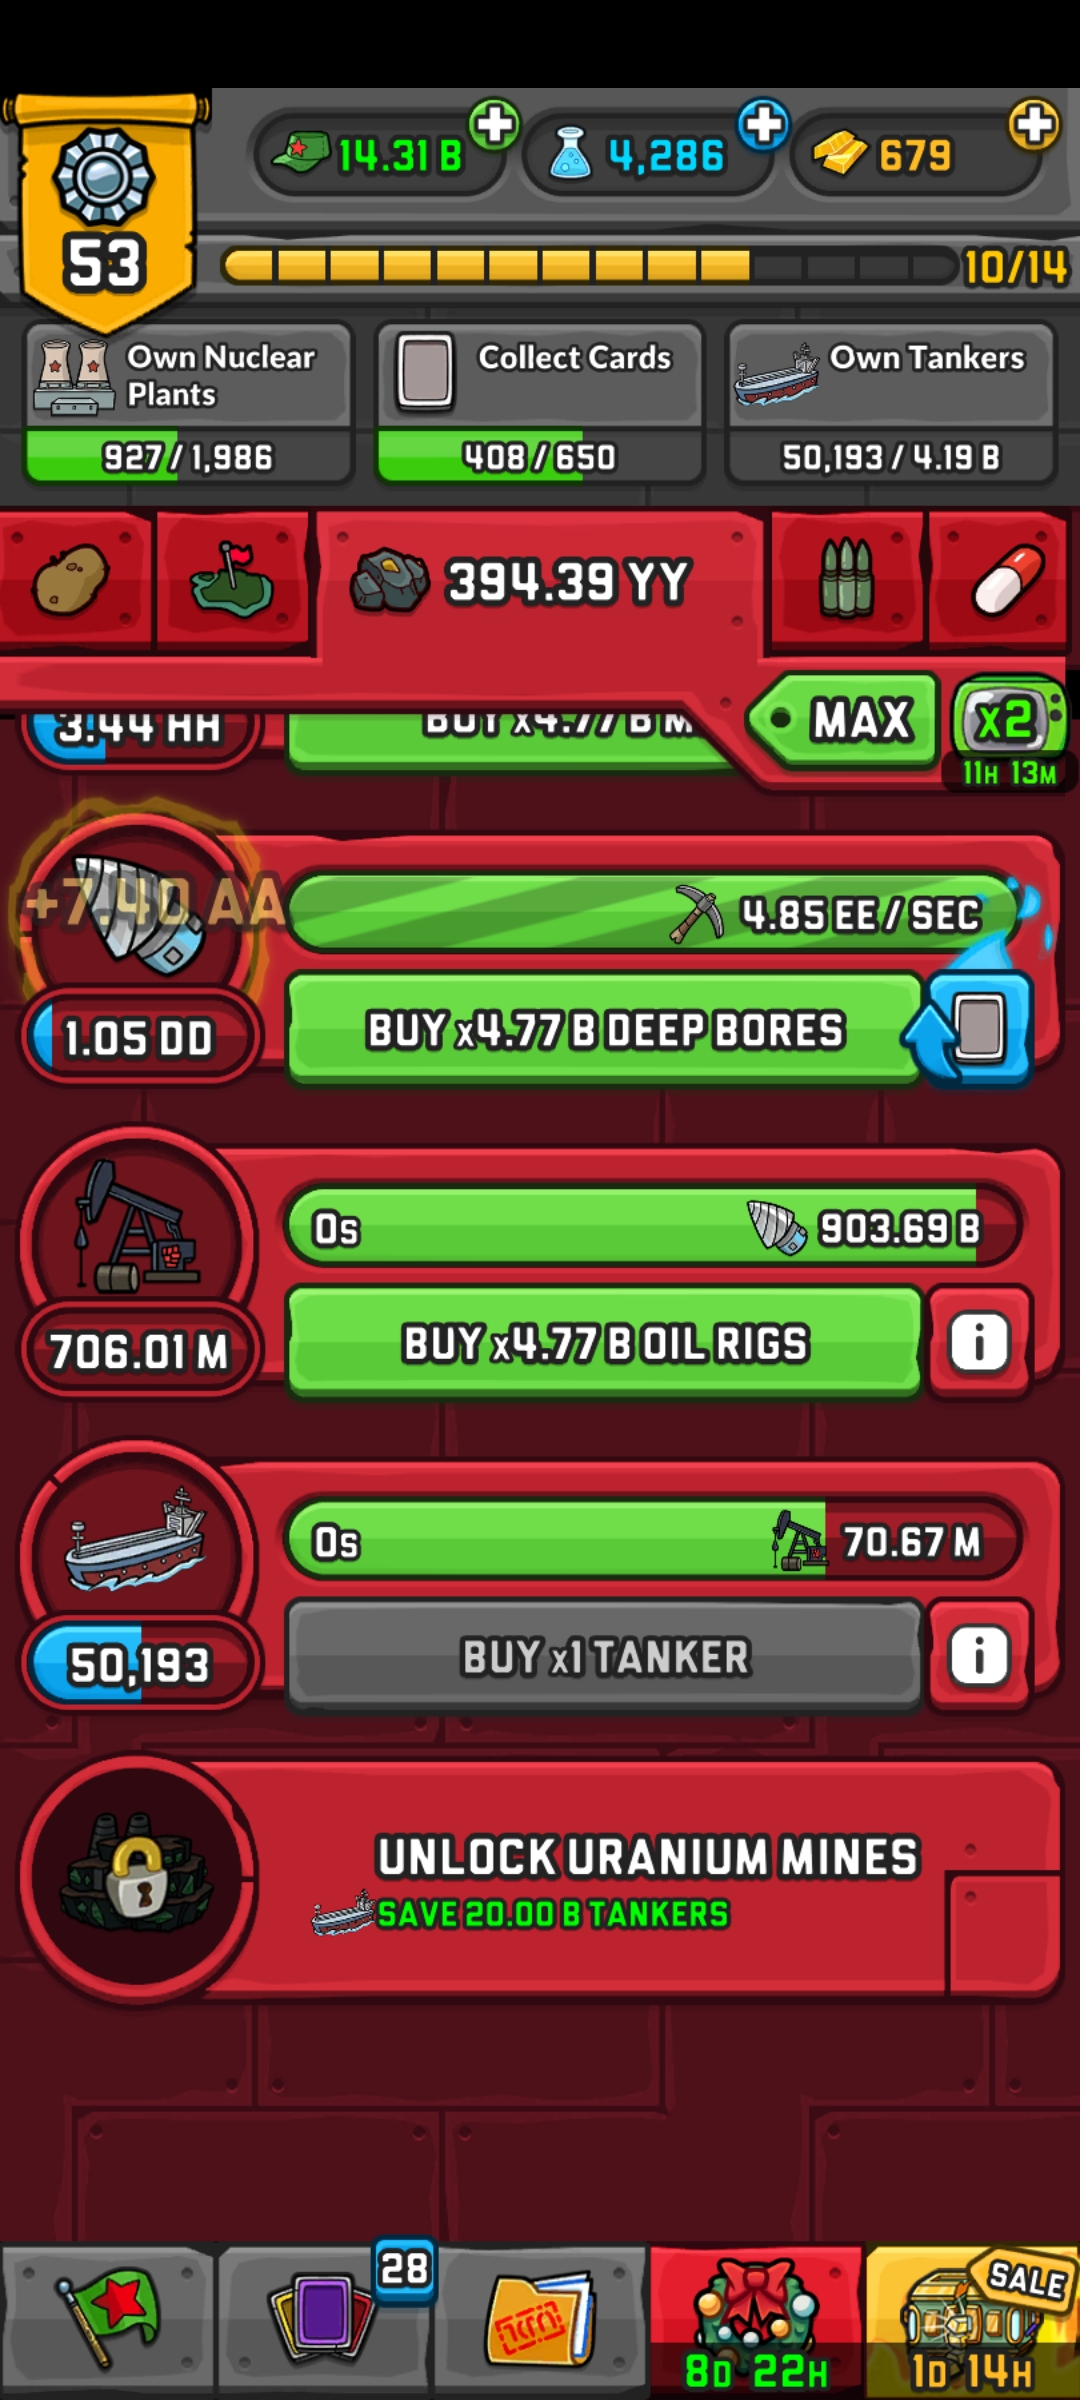 14.31 B
4,286
679
53
10/14
Own Nuclear
Plants
Collect Cards
Own Tankers
927 / 1,986
408 / 650
50,193 / 4.19 B
394.39 YY
MAX
x2
11H 13M
3.44 HH
BUY x4.77 B M
+7.40 AA
4.85 EE / SEC
1.05 DD
BUY x4.77 B DEEP BORES
0s
903.69 B
706.01 M
BUY x4.77 B OIL RIGS
i
0s
70.67 M
50,193
BUY x1 TANKER
i
UNLOCK URANIUM MINES
SAVE 20.00 B TANKERS
28
SALE
8D 22H
1D 14H